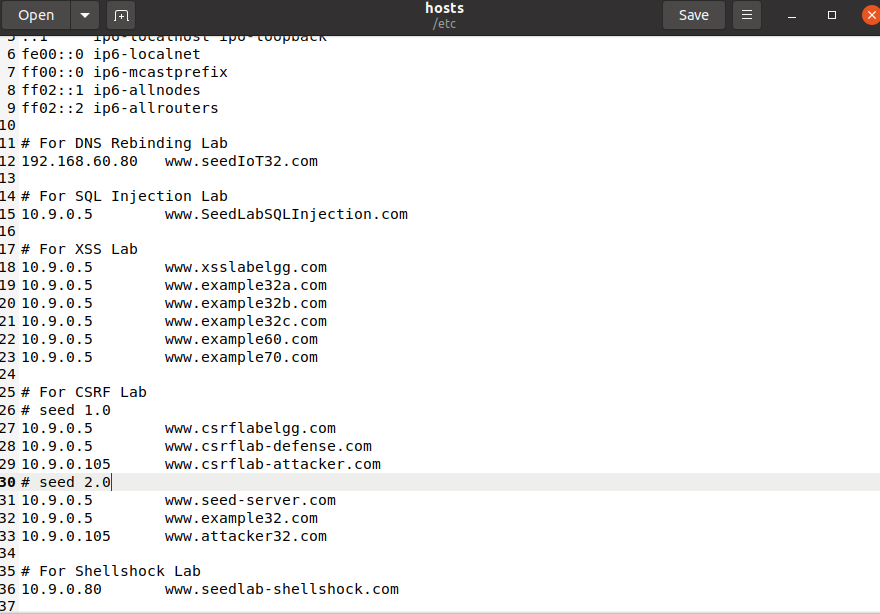 Open
hosts
/etc
Save
5 ::1 ip6-localhost ip6-loopback
6 fe00::0 ip6-localnet
7 ff00::0 ip6-mcastprefix
8 ff02::1 ip6-allnodes
9 ff02::2 ip6-allrouters
10
11 # For DNS Rebinding Lab
12 192.168.60.80 www.seedIoT32.com
13
14 # For SQL Injection Lab
15 10.9.0.5 www.SeedLabSQLInjection.com
16
17 # For XSS Lab
18 10.9.0.5 www.xsslabelgg.com
19 10.9.0.5 www.example32a.com
20 10.9.0.5 www.example32b.com
21 10.9.0.5 www.example32c.com
22 10.9.0.5 www.example60.com
23 10.9.0.5 www.example70.com
24
25 # For CSRF Lab
26 # seed 1.0
27 10.9.0.5 www.csrflabelgg.com
28 10.9.0.5 www.csrflab-defense.com
29 10.9.0.105 www.csrflab-attacker.com
30 # seed 2.0
31 10.9.0.5 www.seed-server.com
32 10.9.0.5 www.example32.com
33 10.9.0.105 www.attacker32.com
34
35 # For Shellshock Lab
36 10.9.0.80 www.seedlab-shellshock.com
37